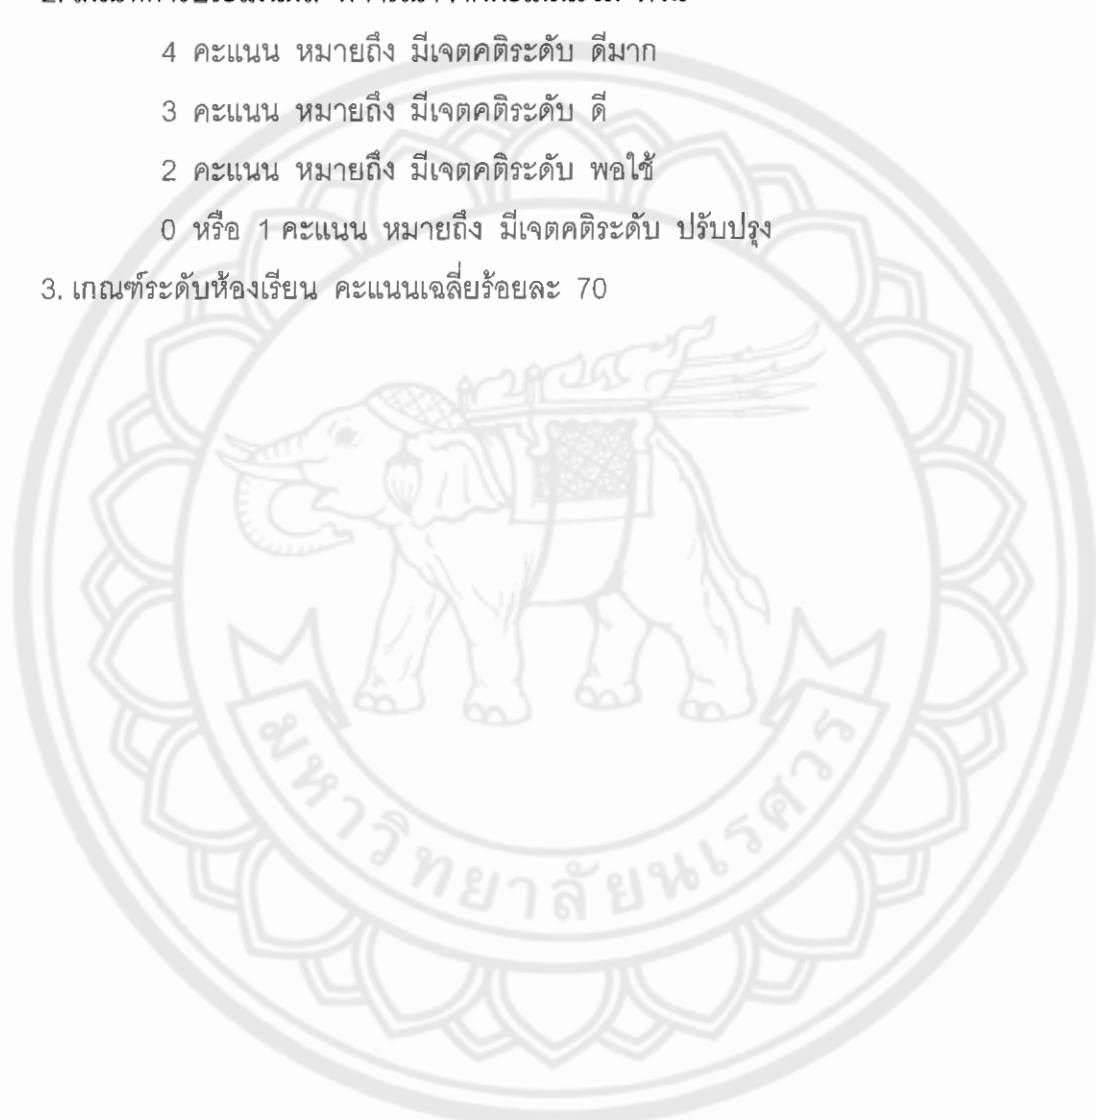 4 คะแนน หมายถึง มีเจตคติระดับ ดีมาก
3 คะแนน หมายถึง มีเจตคติระดับ ดี
2 คะแนน หมายถึง มีเจตคติระดับ พอใช้
0 หรือ 1 คะแนน หมายถึง มีเจตคติระดับ ปรับปรุง
3. เกณฑ์ระดับห้องเรียน คะแนนเฉลี่ยร้อยละ 70
มหาวิทยาลัยนเรศวร